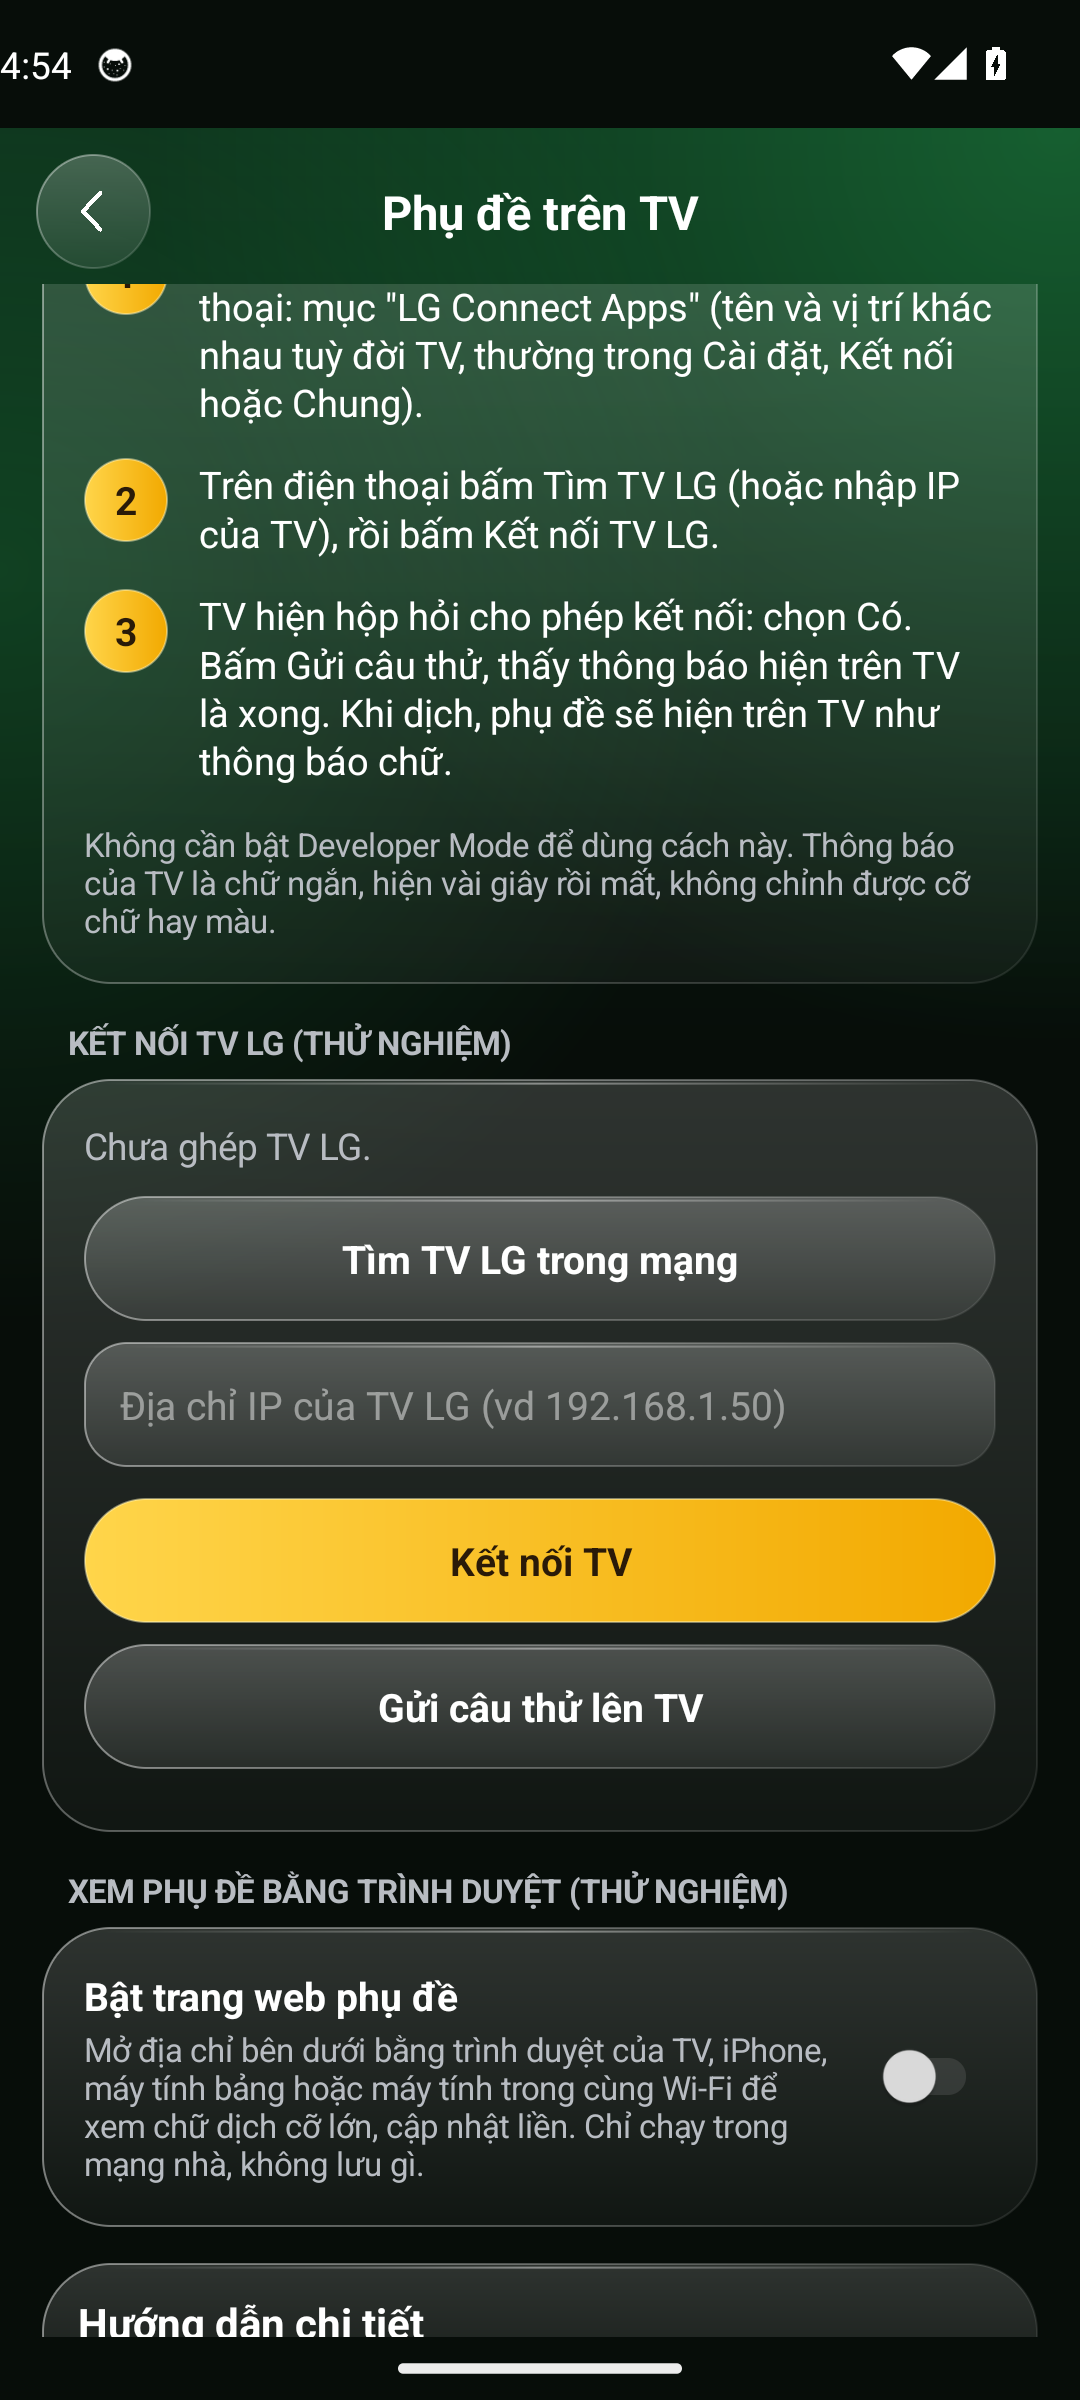 4:54
Phụ đề trên TV
thoại: mục "LG Connect Apps" (tên và vị trí khác
nhau tuỳ đời TV, thường trong Cài đặt, Kết nối
hoặc Chung).
2
Trên điện thoại bấm Tìm TV LG (hoặc nhập IP
của TV), rồi bấm Kết nối TV LG.
3
TV hiện hộp hỏi cho phép kết nối: chọn Có.
Bấm Gửi câu thử, thấy thông báo hiện trên TV
là xong. Khi dịch, phụ đề sẽ hiện trên TV như
thông báo chữ.
Không cần bật Developer Mode để dùng cách này. Thông báo
của TV là chữ ngắn, hiện vài giây rồi mất, không chỉnh được cỡ
chữ hay màu.
KẾT NỐI TV LG (THỬ NGHIỆM)
Chưa ghép TV LG.
Tìm TV LG trong mạng
Địa chỉ IP của TV LG (vd 192.168.1.50)
Kết nối TV
Gửi câu thử lên TV
XEM PHỤ ĐỀ BẰNG TRÌNH DUYỆT (THỬ NGHIỆM)
Bật trang web phụ đề
Mở địa chỉ bên dưới bằng trình duyệt của TV, iPhone,
máy tính bảng hoặc máy tính trong cùng Wi-Fi để
xem chữ dịch cỡ lớn, cập nhật liền. Chỉ chạy trong
mạng nhà, không lưu gì.
Hướng dẫn chi tiết